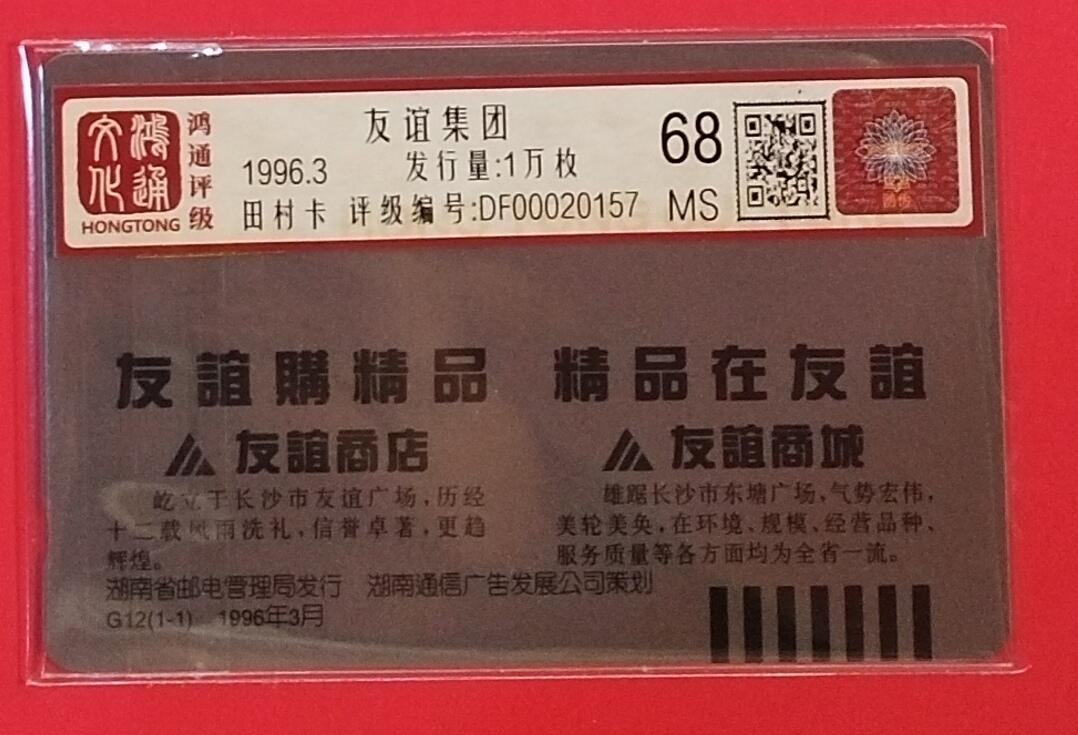 鸿通文化
HONGTONG
鸿通评级
友谊集团
1996.3 发行量:1万枚
田村卡 评级编号:DF00020157
68
MS
友誼購精品 精品在友誼
友誼商店
屹立于长沙市友谊广场,历经
十二载风雨洗礼,信誉卓著,更趋
辉煌。
友誼商城
雄踞长沙市东塘广场,气势宏伟,
美轮美奂,在环境、规模、经营品种、
服务质量等各方面均为全省一流。
湖南省邮电管理局发行 湖南通信广告发展公司策划
G12(1-1) 1996年3月